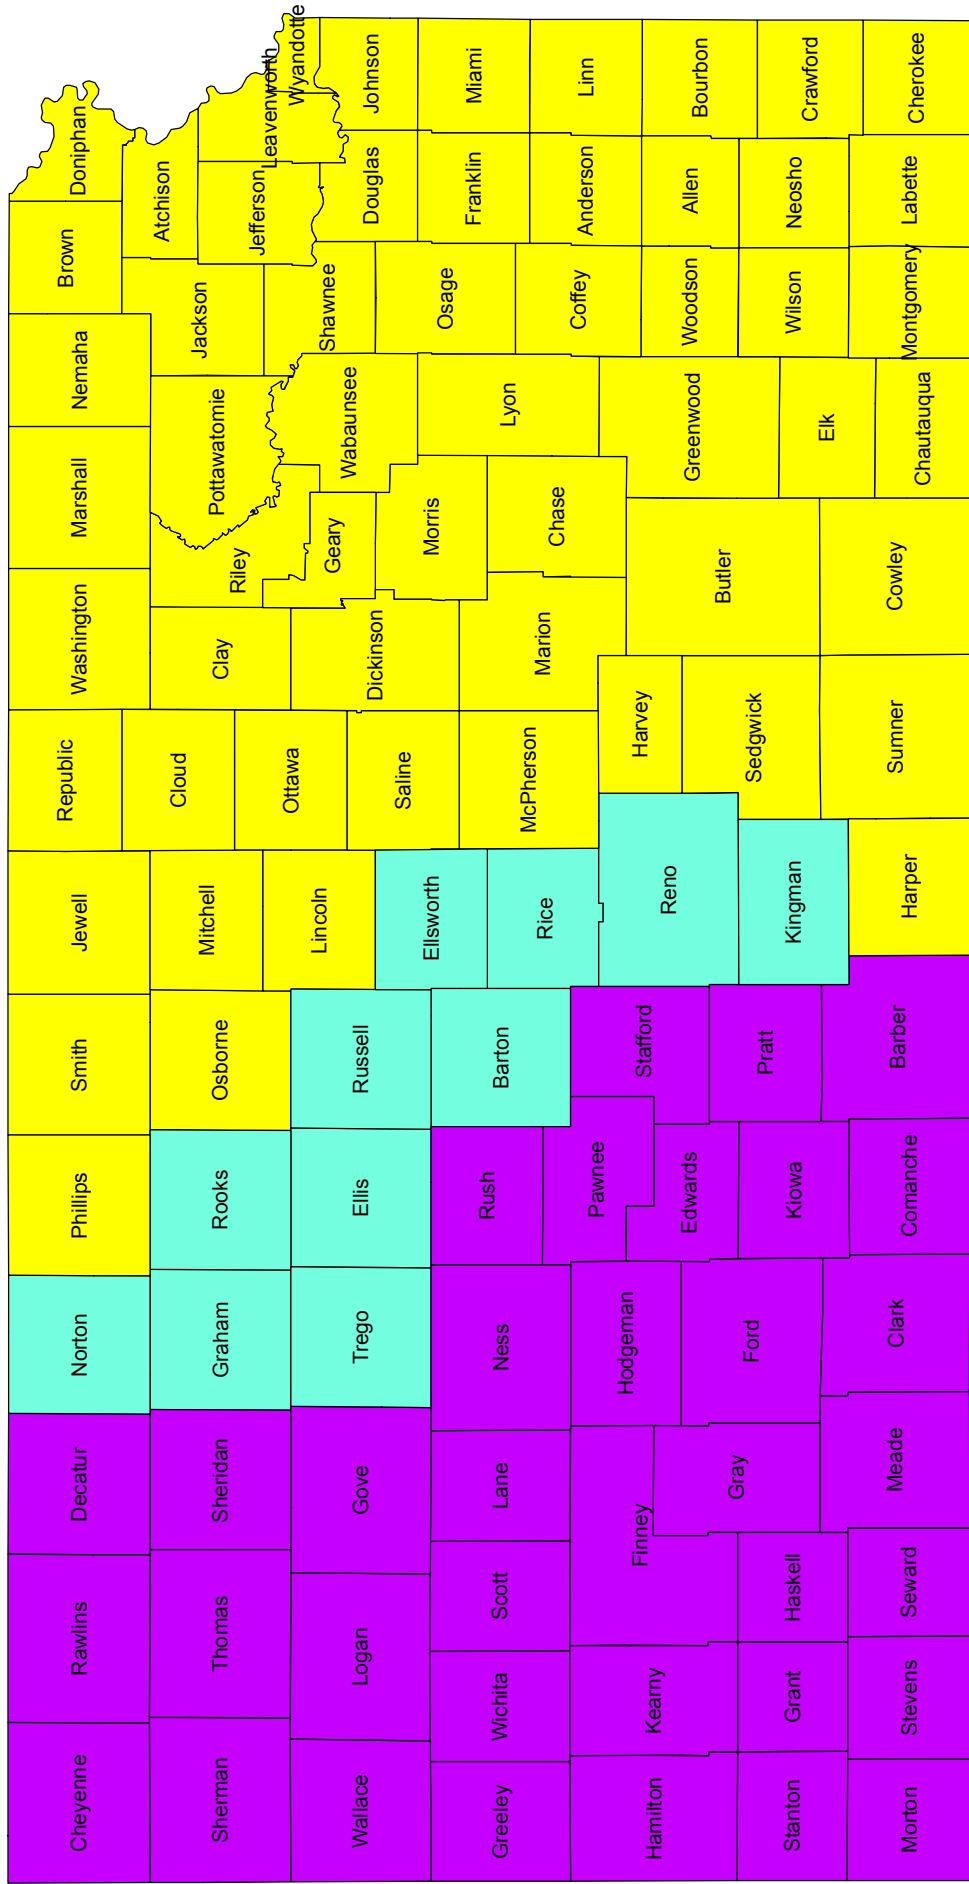 Cheyenne
Rawlins
Decatur
Norton
Phillips
Smith
Jewell
Republic
Washington
Marshall
Nemaha
Brown
Doniphan
Sherman
Thomas
Sheridan
Graham
Rooks
Osborne
Mitchell
Cloud
Clay
Riley
Pottawatomie
Jackson
Atchison
Jefferson
Leavenworth
Wyandotte
Wallace
Logan
Gove
Trego
Ellis
Russell
Lincoln
Ottawa
Saline
Dickinson
Geary
Wabaunsee
Shawnee
Douglas
Johnson
Greeley
Wichita
Scott
Lane
Ness
Rush
Barton
Ellsworth
Rice
McPherson
Marion
Morris
Chase
Lyon
Osage
Coffey
Franklin
Anderson
Miami
Linn
Hamilton
Kearny
Finney
Hodgeman
Pawnee
Stafford
Edwards
Reno
Harvey
Sedgwick
Butler
Greenwood
Woodson
Allen
Bourbon
Stanton
Grant
Haskell
Gray
Ford
Kiowa
Pratt
Kingman
Elk
Wilson
Neosho
Crawford
Morton
Stevens
Seward
Meade
Clark
Comanche
Barber
Harper
Sumner
Cowley
Chautauqua
Montgomery
Labette
Cherokee